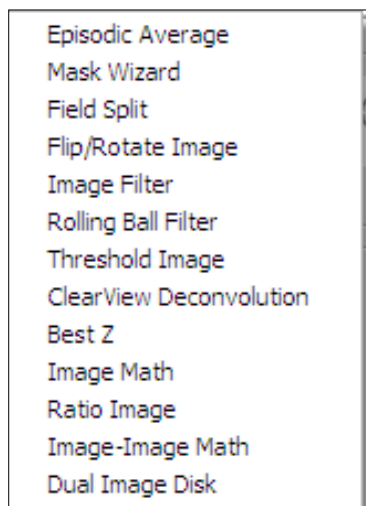 Episodic Average
Mask Wizard
Field Split
Flip/Rotate Image
Image Filter
Rolling Ball Filter
Threshold Image
ClearView Deconvolution
Best Z
Image Math
Ratio Image
Image-Image Math
Dual Image Disk